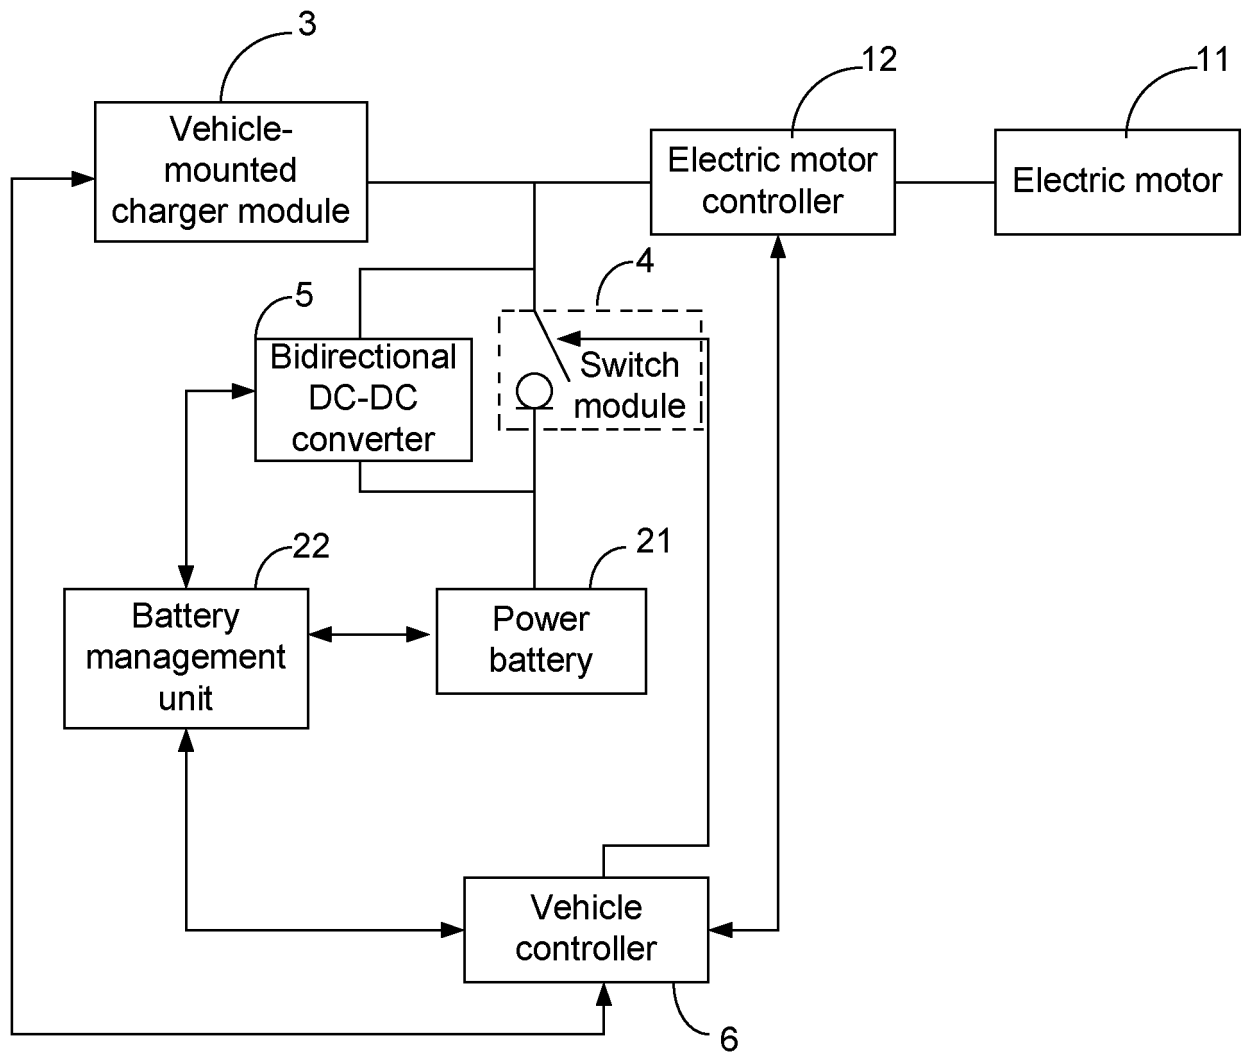 3
12
11
Vehicle-
mounted
charger module
Electric motor
controller
Electric motor
4
5
Bidirectional
DC-DC
converter
Switch
module
22
21
Battery
management
unit
Power
battery
Vehicle
controller
6